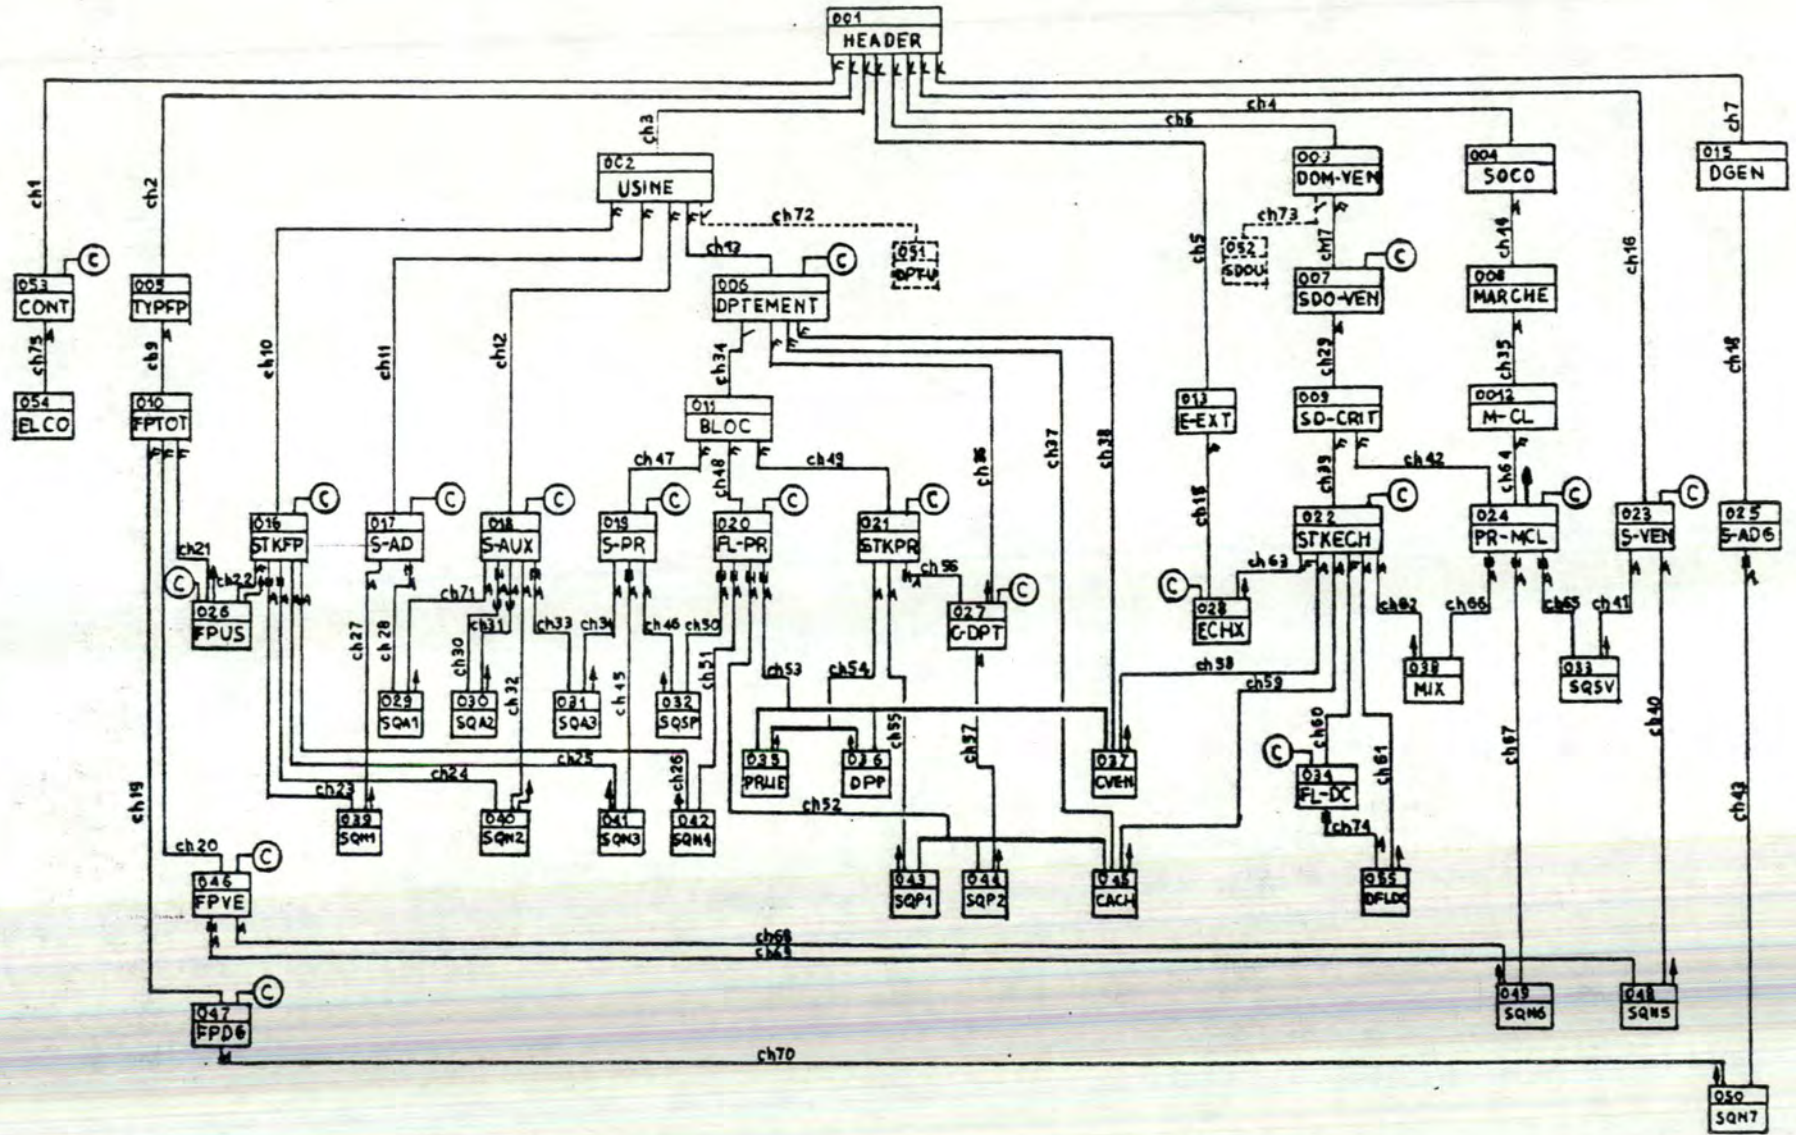 001
HEADER
ch4
ch6
ch7
ch3
002
USINE
003
DOM-VEN
004
SOCO
015
DGEN
ch1
ch2
ch72
ch73
ch5
ch17
ch44
ch16
C
ch13
C
051
DPT-U
052
SDOU
C
053
CONT
005
TYPFP
006
DPTEMENT
007
SDO-VEN
008
MARCHE
ch75
ch9
ch10
ch11
ch12
ch34
ch29
ch35
ch18
054
ELCO
010
FPTOT
011
BLOC
013
E-EXT
009
SD-CRIT
0012
M-CL
ch47
ch48
ch49
ch36
ch37
ch38
ch39
ch42
ch64
C
C
C
C
C
C
C
C
C
016
STKFP
017
S-AD
018
S-AUX
019
S-PR
020
FL-PR
021
STKPR
ch15
022
STKECH
024
PR-MCL
023
S-VEN
025
S-ADG
ch21
ch22
ch56
ch63
C
C
C
026
FPUS
027
C-DPT
028
ECHX
ch71
ch27
ch28
ch30
ch31
ch32
ch33
ch34
ch46
ch50
ch51
ch45
ch53
ch54
ch55
ch57
ch58
ch59
ch62
ch66
ch65
ch41
038
MIX
033
SQSV
029
SQA1
030
SQA2
031
SQA3
032
SQSP
ch60
ch61
ch67
ch40
ch43
035
PRUE
036
DPP
037
CVEN
C
034
FL-DC
ch23
ch24
ch25
ch26
ch52
ch74
ch19
039
SQM1
040
SQM2
041
SQM3
042
SQM4
ch20
C
046
FPVE
043
SQP1
044
SQP2
045
CACH
055
DFLDC
ch68
ch69
C
047
FPDG
049
SQM6
048
SQM5
ch70
050
SQM7